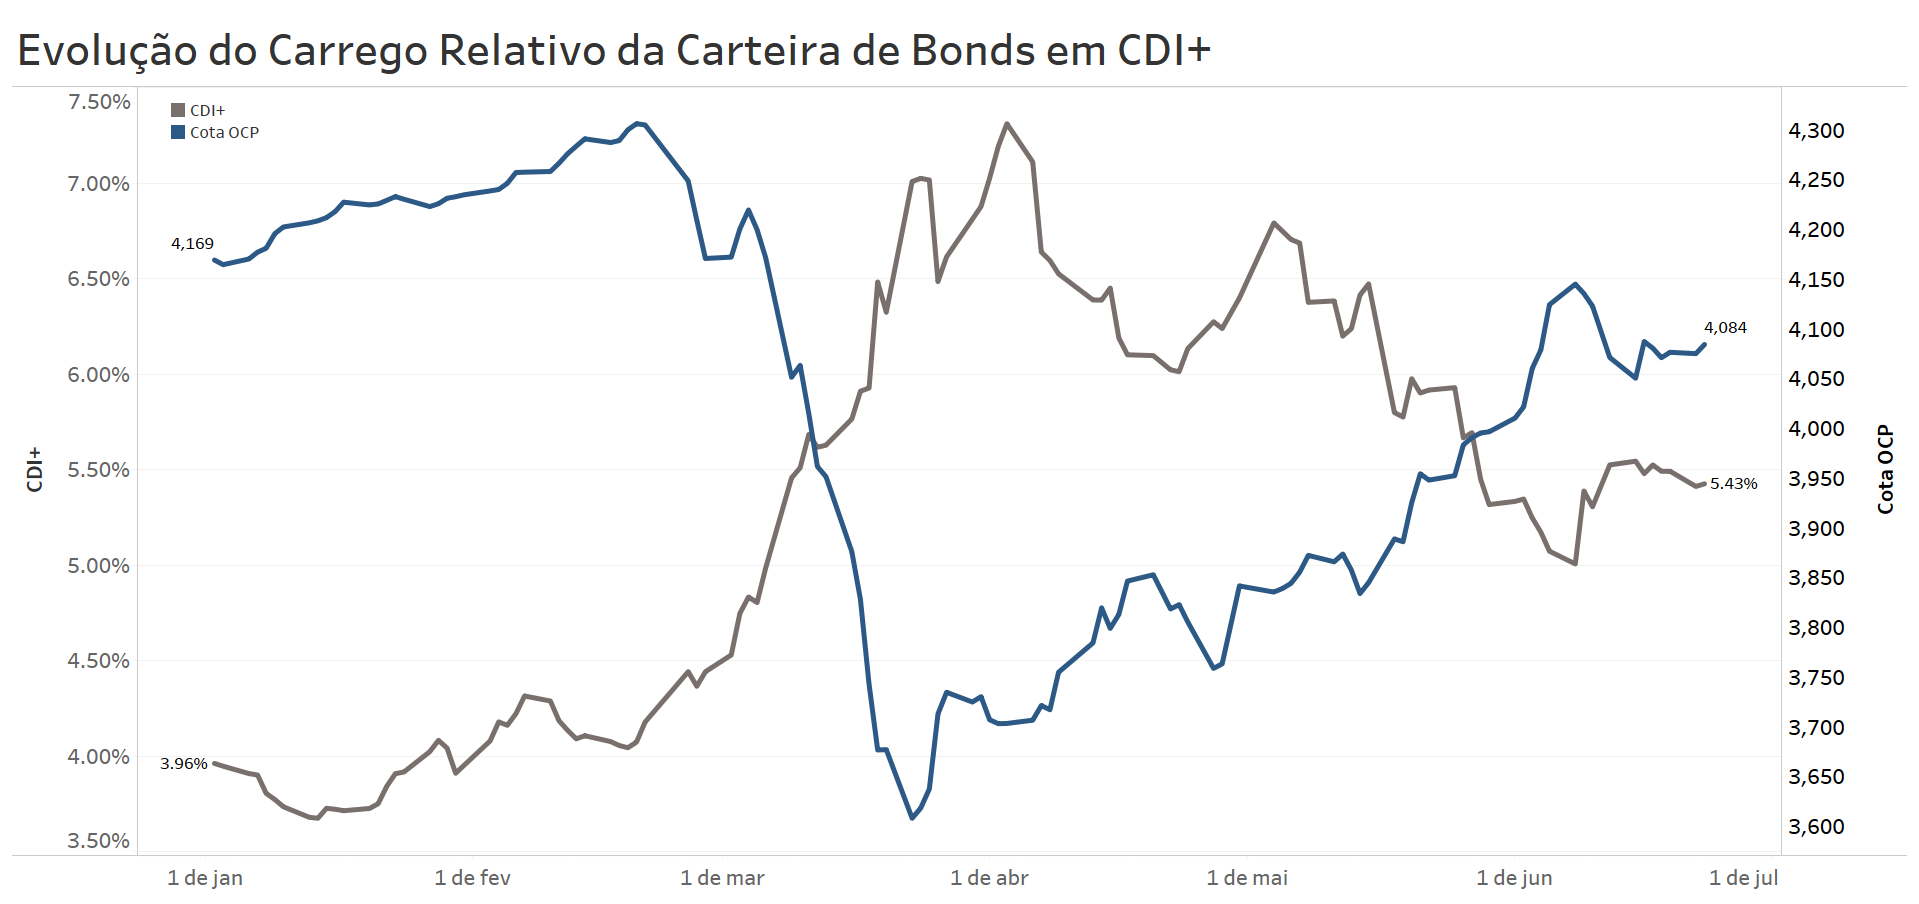 Evolução do Carrego Relativo da Carteira de Bonds em CDI+
CDI+
Cota OCP
7.50%
7.00%
6.50%
6.00%
5.50%
5.00%
4.50%
4.00%
3.50%
CDI+
4,169
3.96%
4,084
5.43%
4,300
4,250
4,200
4,150
4,100
4,050
4,000
3,950
3,900
3,850
3,800
3,750
3,700
3,650
3,600
Cota OCP
1 de jan
1 de fev
1 de mar
1 de abr
1 de mai
1 de jun
1 de jul